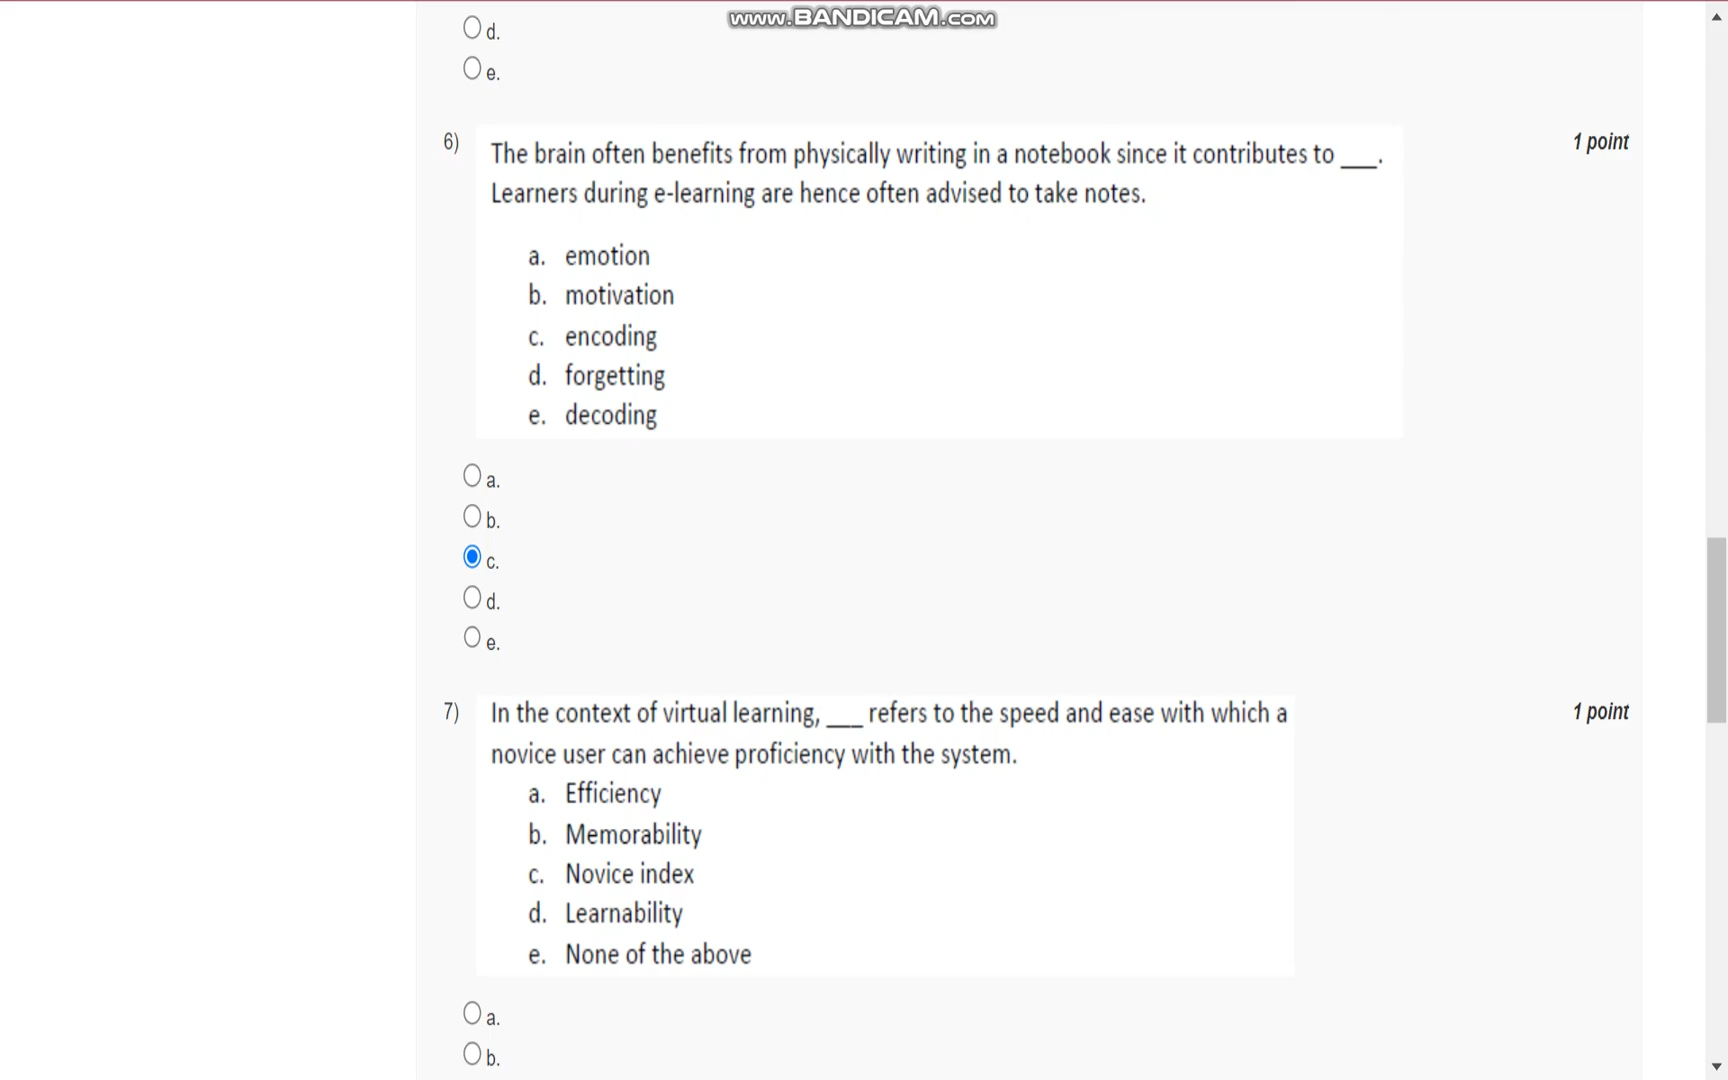 www.BANDICAM.com
d.
e.
6)
1 point
The brain often benefits from physically writing in a notebook since it contributes to ___.
Learners during e-learning are hence often advised to take notes.
a. emotion
b. motivation
c. encoding
d. forgetting
e. decoding
a.
b.
c.
d.
e.
7)
1 point
In the context of virtual learning, ___ refers to the speed and ease with which a
novice user can achieve proficiency with the system.
a. Efficiency
b. Memorability
c. Novice index
d. Learnability
e. None of the above
a.
b.